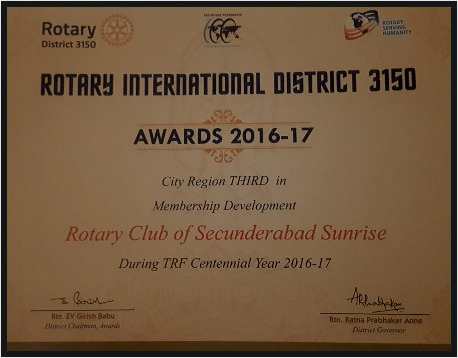 Rotary
District 3150
ROTARY
SERVING
HUMANITY
ROTARY INTERNATIONAL DISTRICT 3150
AWARDS 2016-17
City Region THIRD in
Membership Development
Rotary Club of Secunderabad Sunrise
During TRF Centennial Year 2016-17
Rtn. EV Girish Babu
District Chairman, Awards
Rtn. Ratna Prabhakar Anne
District Governor